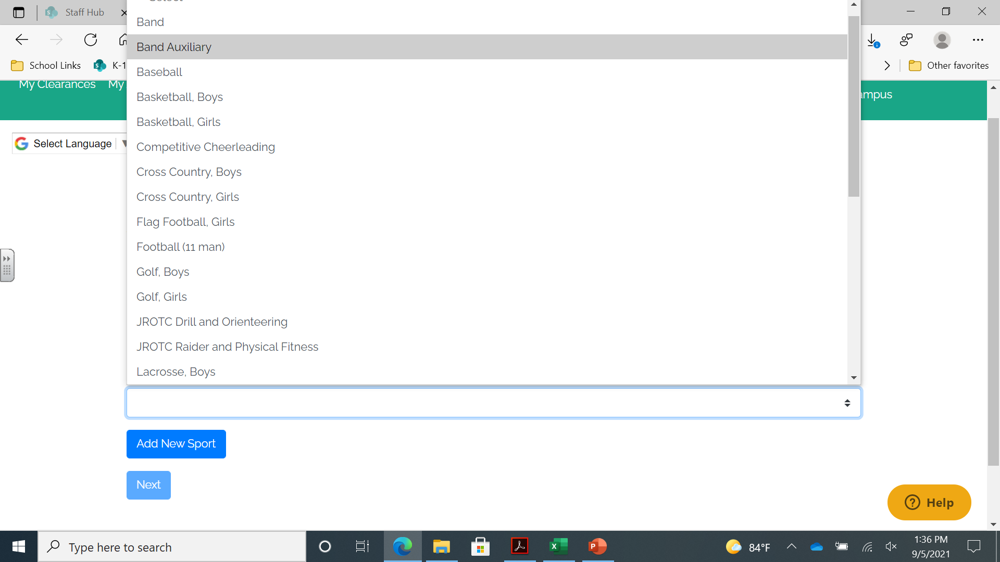 Staff Hub
Select
Band
Band Auxiliary
School Links
K-1
Other favorites
Baseball
My Clearances
My
ampus
Basketball, Boys
Basketball, Girls
Select Language
Competitive Cheerleading
Cross Country, Boys
Cross Country, Girls
Flag Football, Girls
Football (11 man)
Golf, Boys
Golf, Girls
JROTC Drill and Orienteering
JROTC Raider and Physical Fitness
Lacrosse, Boys
Add New Sport
Next
Help
Type here to search
84°F
1:36 PM
9/5/2021